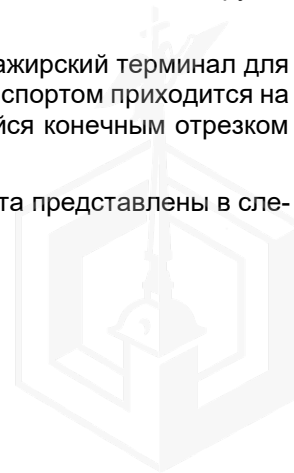 ажирский терминал для
спортом приходится на
йся конечным отрезком
та представлены в сле-